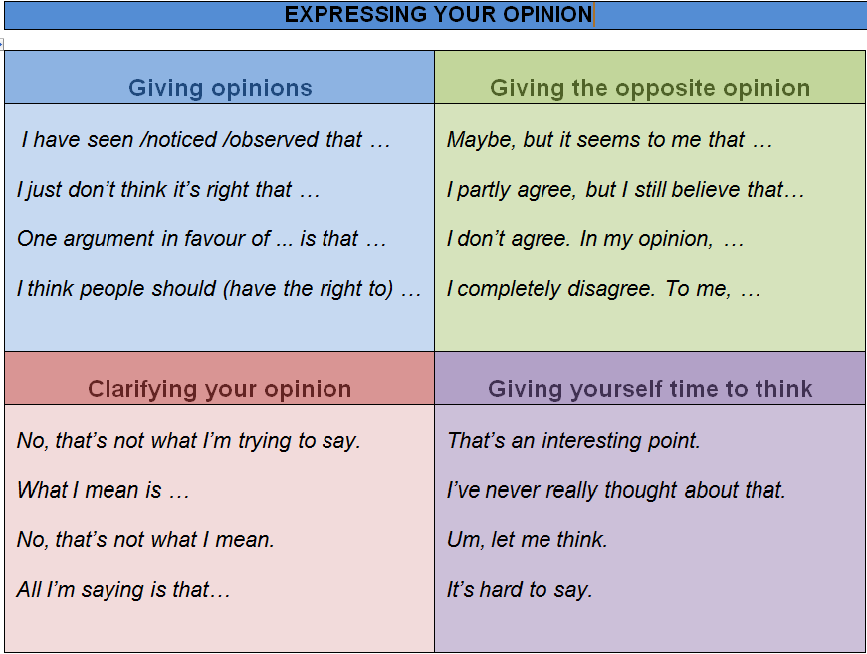 EXPRESSING YOUR OPINION
Giving opinions
I have seen /noticed /observed that …
I just don't think it's right that …
One argument in favour of ... is that …
I think people should (have the right to) …
Giving the opposite opinion
Maybe, but it seems to me that …
I partly agree, but I still believe that…
I don't agree. In my opinion, …
I completely disagree. To me, …
Clarifying your opinion
No, that's not what I'm trying to say.
What I mean is …
No, that's not what I mean.
All I'm saying is that…
Giving yourself time to think
That's an interesting point.
I've never really thought about that.
Um, let me think.
It's hard to say.